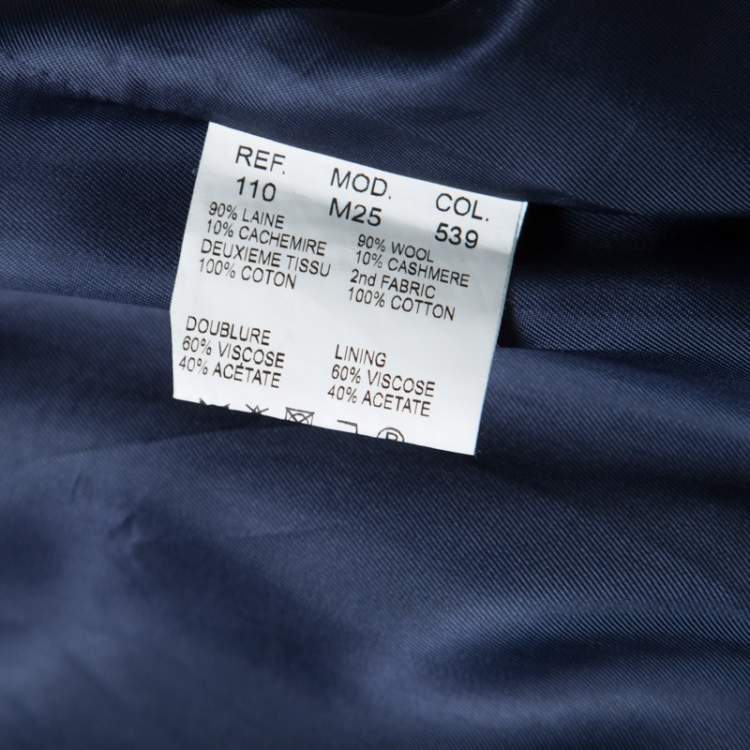 REF. MOD. COL.
110 M25 539
90% LAINE
10% CACHEMIRE
DEUXIEME TISSU
100% COTON
90% WOOL
10% CASHMERE
2nd FABRIC
100% COTTON
DOUBLURE
60% VISCOSE
40% ACÉTATE
LINING
60% VISCOSE
40% ACETATE